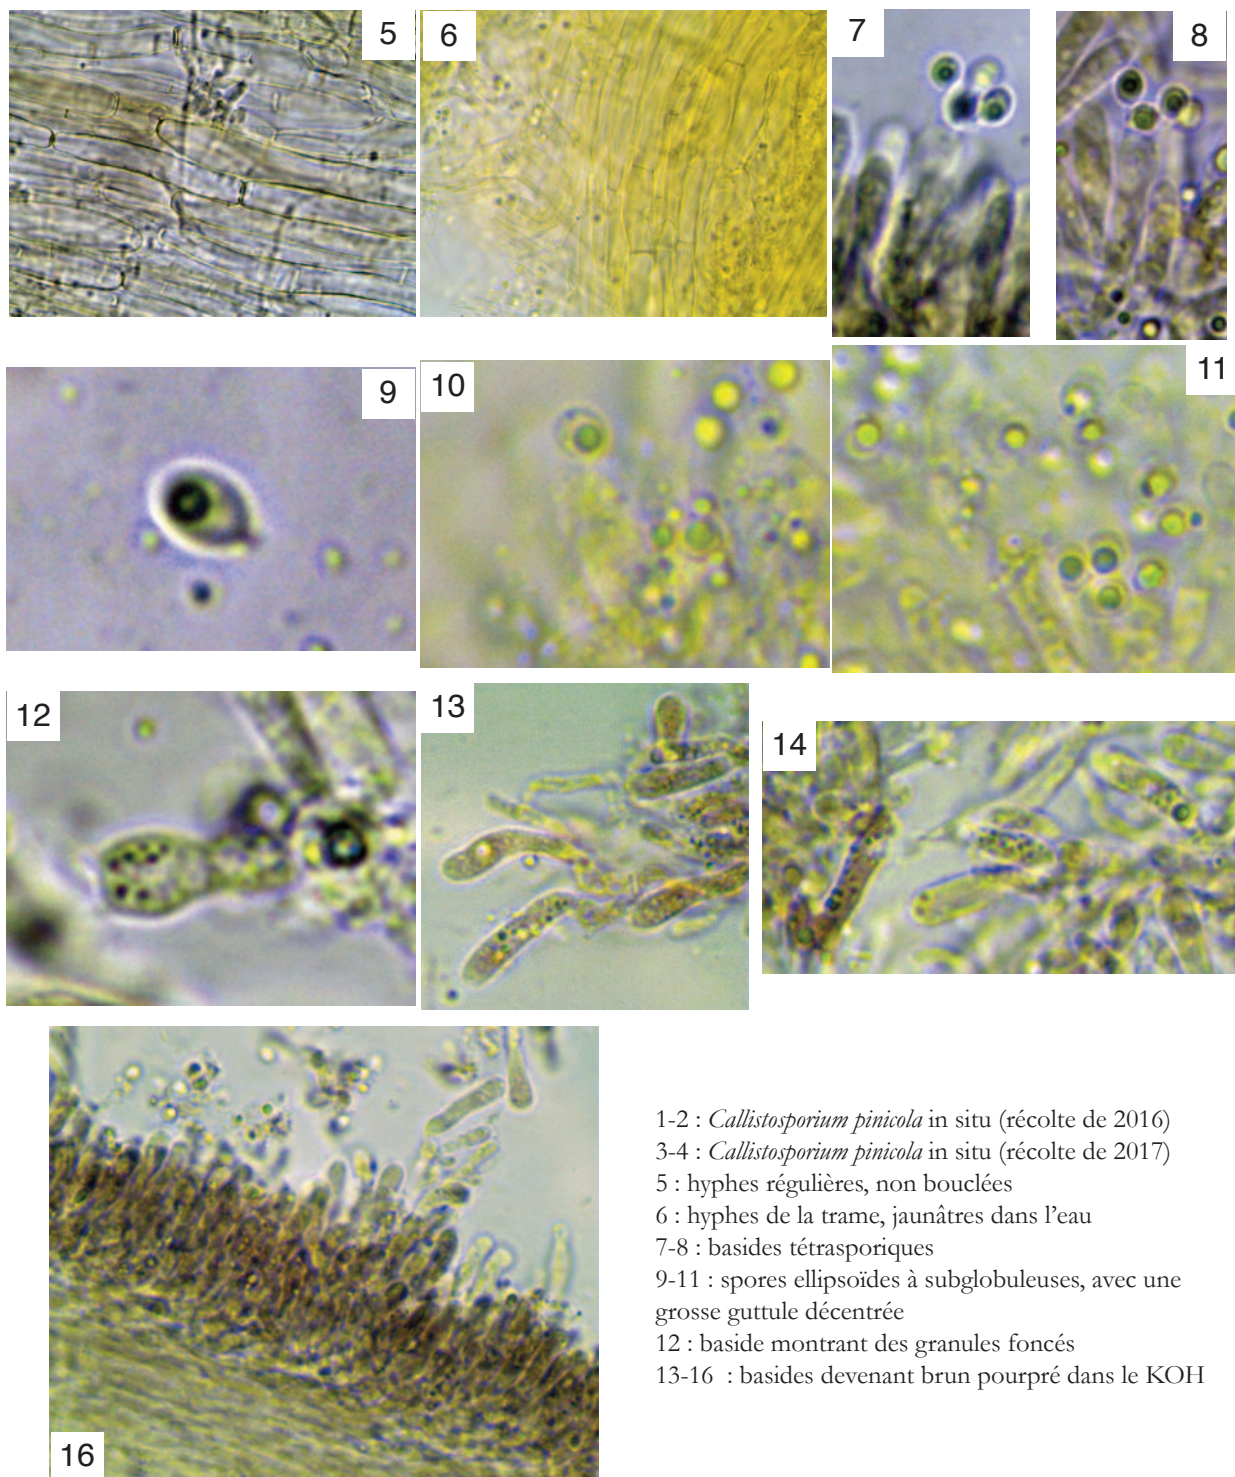 5
6
7
8
9
10
11
12
13
14
16
1-2 : Callistosporium pinicola in situ (récolte de 2016)
3-4 : Callistosporium pinicola in situ (récolte de 2017)
5 : hyphes régulières, non bouclées
6 : hyphes de la trame, jaunâtres dans l’eau
7-8 : basides tétrasporiques
9-11 : spores ellipsoïdes à subglobuleuses, avec une
grosse guttule décentrée
12 : baside montrant des granules foncés
13-16  : basides devenant brun pourpré dans le KOH